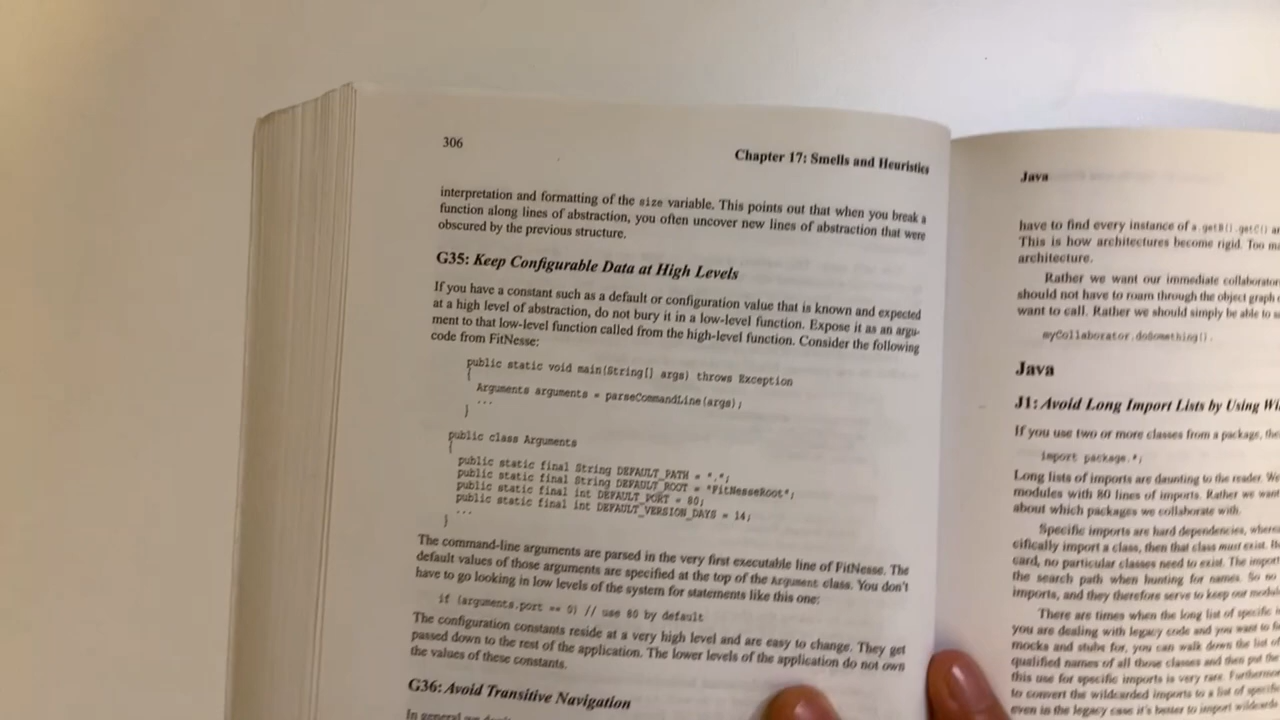 306
Chapter 17: Smells and Heuristics
interpretation and formatting of the size variable. This points out that when you break a
function along lines of abstraction, you often uncover new lines of abstraction that were
obscured by the previous structure.
G35: Keep Configurable Data at High Levels
If you have a constant such as a default or configuration value that is known and expected
at a high level of abstraction, do not bury it in a low-level function. Expose it as an argu-
ment to that low-level function called from the high-level function. Consider the following
code from FitNesse:
public static void main(String[] args) throws Exception
{
Arguments arguments = parseCommandLine(args);
...
}
public class Arguments
{
public static final String DEFAULT_PATH = ".";
public static final String DEFAULT_ROOT = "FitNesseRoot";
public static final int DEFAULT_PORT = 80;
public static final int DEFAULT_VERSION_DAYS = 14;
...
}
The command-line arguments are parsed in the very first executable line of FitNesse. The
default values of those arguments are specified at the top of the Argument class. You don't
have to go looking in low levels of the system for statements like this one:
if (arguments.port == 0) // use 80 by default
The configuration constants reside at a very high level and are easy to change. They get
passed down to the rest of the application. The lower levels of the application do not own
the values of these constants.
G36: Avoid Transitive Navigation
In general we
Java
have to find every instance of a.getB().getC()
This is how architectures become rigid. Too
architecture.
Rather we want our immediate
should not have to roam through the object graph
want to call. Rather we should simply be able to
myCollaborator.doSomething().
Java
J1: Avoid Long Import Lists by Using
If you use two or more classes from a package,
import package.*;
Long lists of imports are daunting to the reader.
modules with 80 lines of imports. Rather we want
about which packages we collaborate with.
Specific imports are hard dependencies,
cifically import a class, then that class must exist.
card, no particular classes need to exist. The
the search path when hunting for names. So no
imports, and they therefore serve to keep our
There are times when the long list of specific
you are dealing with legacy code and you want to
mocks and stubs for, you can walk down the list of
qualified names of all those classes and then put the
this use for specific imports is very rare.
to convert the wildcarded imports to a list of
even in the legacy case it's better to import